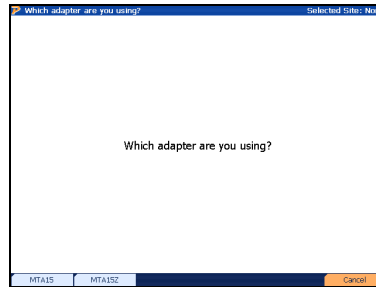 Which adapter are you using? Selected Site: No
Which adapter are you using?
MTA15 MTA15Z Cancel